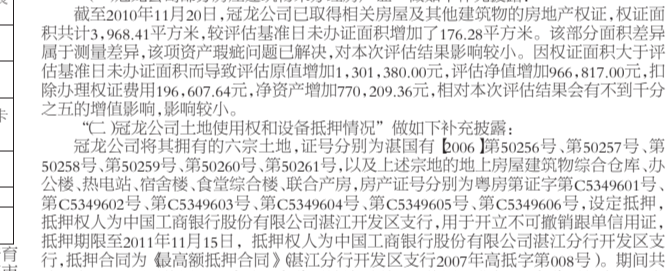 截至2010年11月20日，冠龙公司已取得相关房屋及其他建筑物的房地产权证，权证面
积共计3,968.41平方米，较评估基准日未办证面积增加了176.28平方米。该部分面积差异
属于测量差异，该项资产瑕疵问题已解决，对本次评估结果影响较小。因权证面积大于评
估基准日未办证面积而导致评估原值增加1,301,380.00元，评估净值增加966,817.00元，扣
除办理权证费用196,607.64元，净资产增加770,209.36元，相对本次评估结果会有不到千分
之五的增值影响，影响较小。
“（二）冠龙公司土地使用权和设备抵押情况”做如下补充披露：
冠龙公司将其拥有的六宗土地，证号分别为湛国有【2006】第50256号、第50257号、第
50258号、第50259号、第50260号、第50261号，以及上述宗地的地上房屋建筑物综合仓库、办
公楼、热电站、宿舍楼、食堂综合楼、联合产房，房产证号分别为粤房第证字第C5349601号、
第C5349602号、第C5349603号、第C5349604号、第C5349605号、第C5349606号，设定抵押，
抵押权人为中国工商银行股份有限公司湛江开发区支行，用于开立不可撤销跟单信用证，
抵押期限至2011年11月15日，抵押权人为中国工商银行股份有限公司湛江分行开发区支
行，抵押合同为《最高额抵押合同》（湛江分行开发区支行2007年高抵字第008号）。期间共